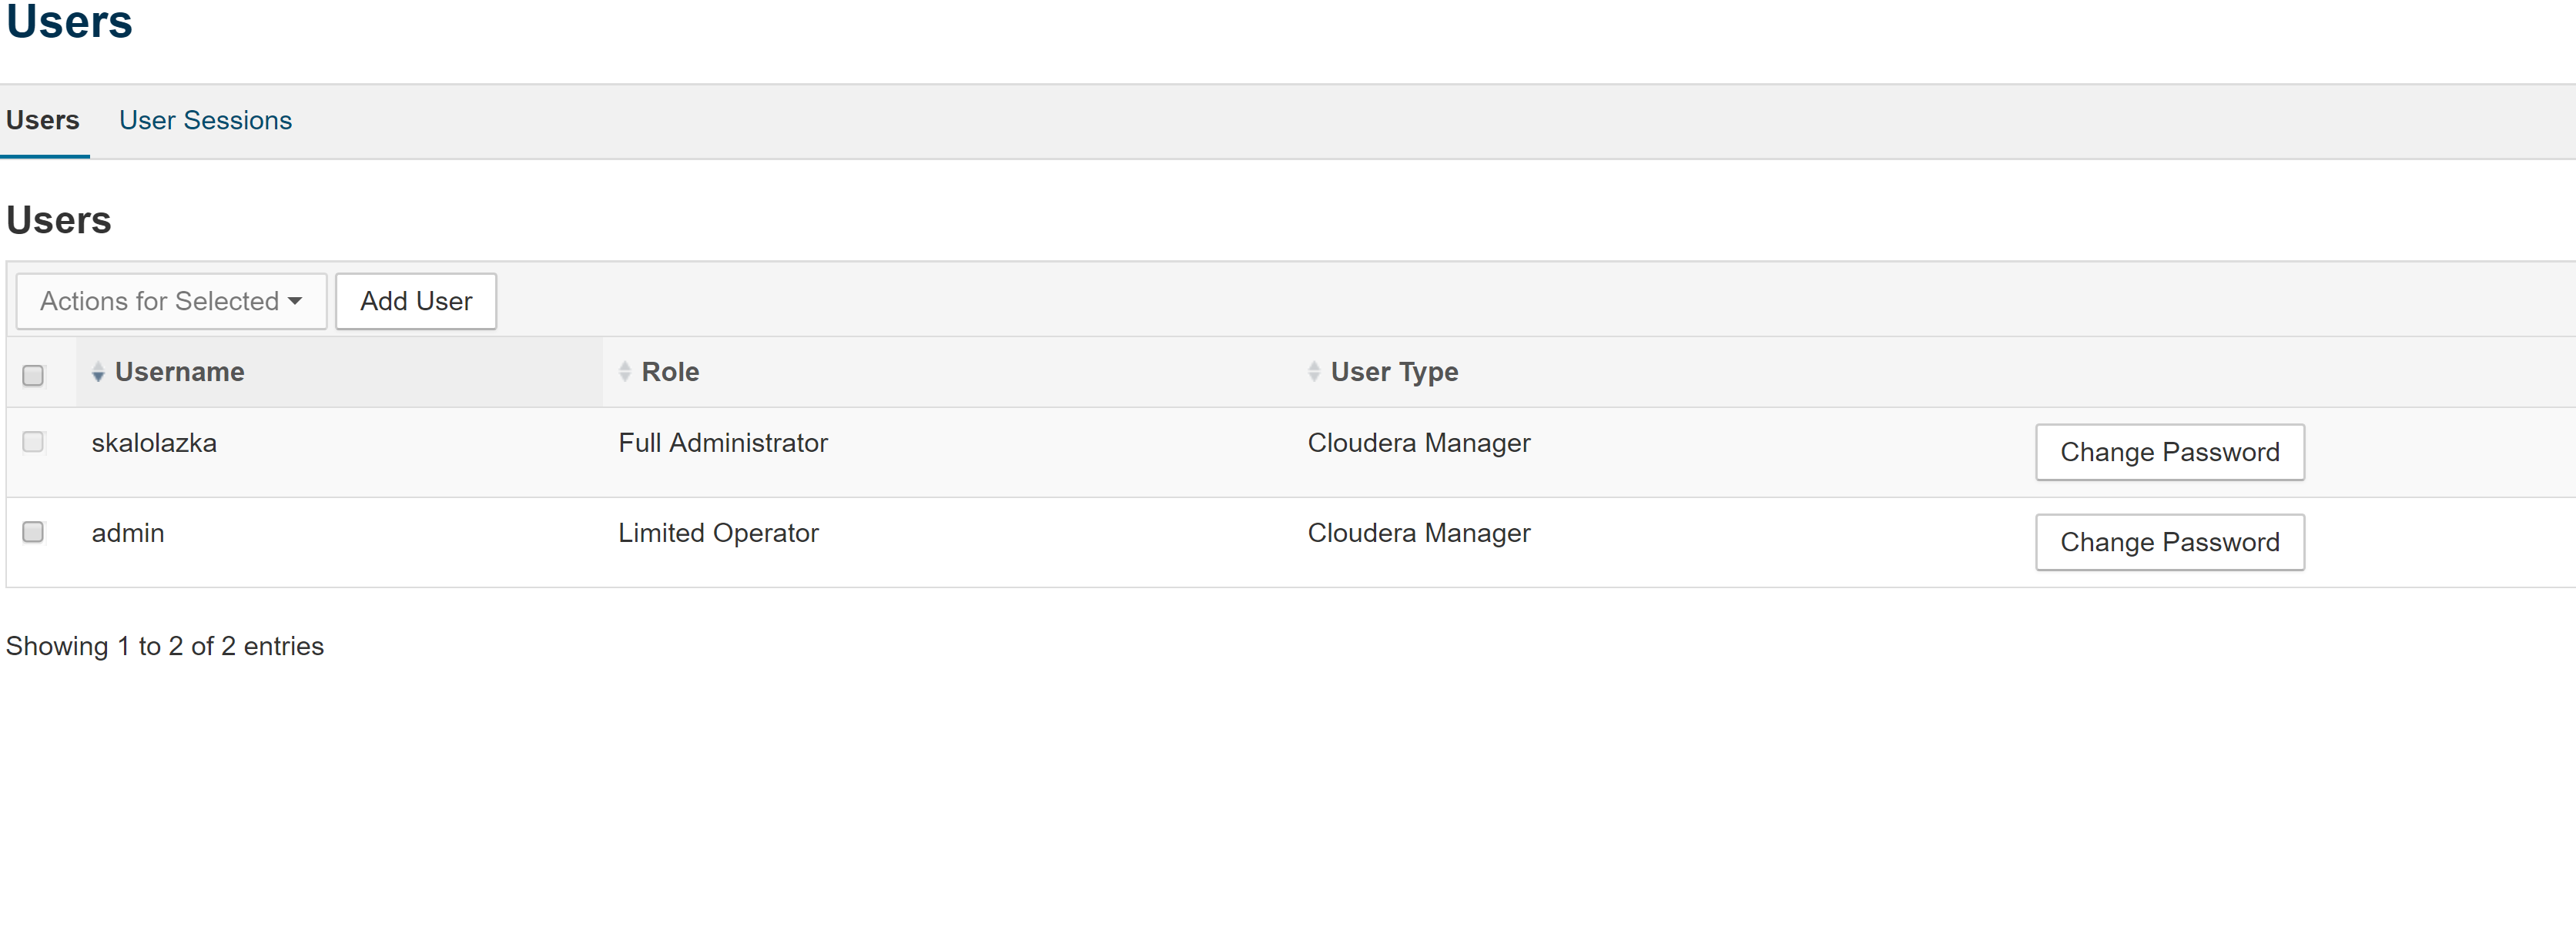 Users
Users User Sessions
Users
Actions for Selected Add User
Username Role User Type
skalolazka Full Administrator Cloudera Manager Change Password
admin Limited Operator Cloudera Manager Change Password
Showing 1 to 2 of 2 entries